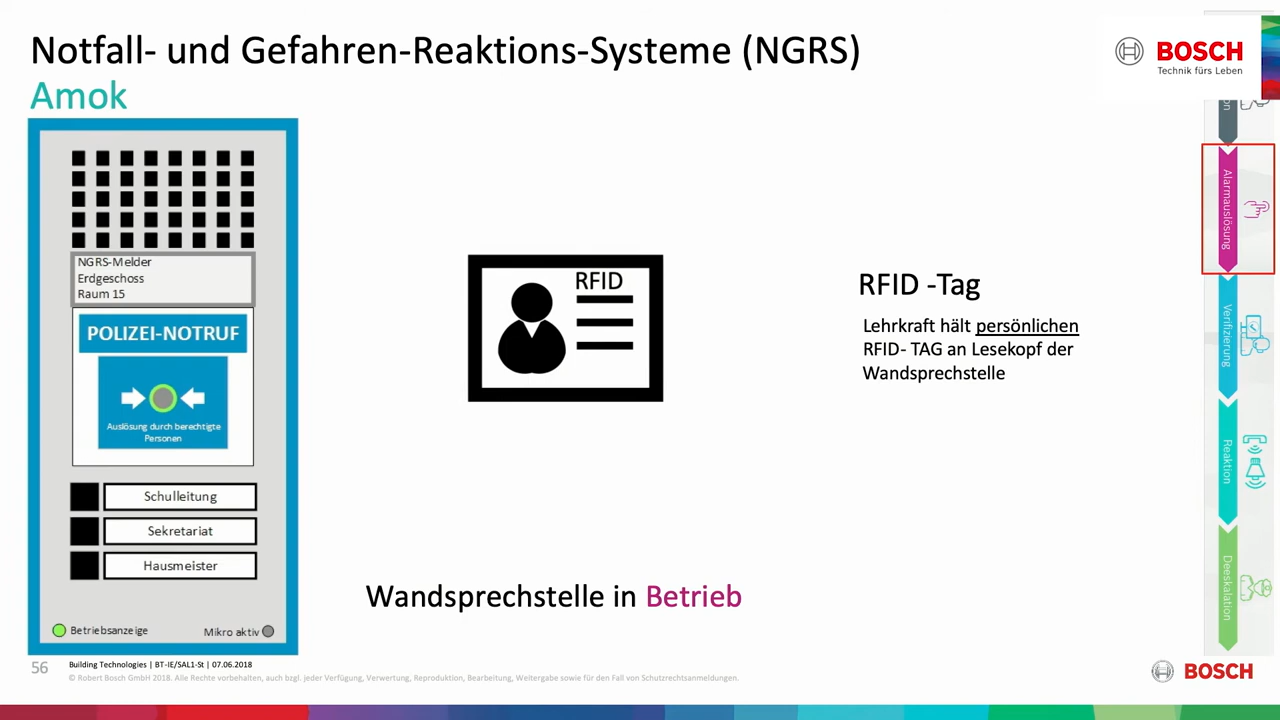 Notfall- und Gefahren-Reaktions-Systeme (NGRS)
Amok
BOSCH
Technik fürs Leben
NGRS-Melder
Erdgeschoss
Raum 15
POLIZEI-NOTRUF
Auslösung durch berechtigte
Personen
Schulleitung
Sekretariat
Hausmeister
Betriebsanzeige
Mikro aktiv
RFID
RFID -Tag
Lehrkraft hält persönlichen
RFID- TAG an Lesekopf der
Wandsprechstelle
Wandsprechstelle in Betrieb
Alarmauslösung
Verifizierung
Reaktion
Deeskalation
56
Building Technologies | BT-IE/SAL1-St | 07.06.2018
© Robert Bosch GmbH 2018. Alle Rechte vorbehalten, auch bzgl. jeder Verfügung, Verwertung, Reproduktion, Bearbeitung, Weitergabe sowie für den Fall von Schutzrechtsanmeldungen.
BOSCH